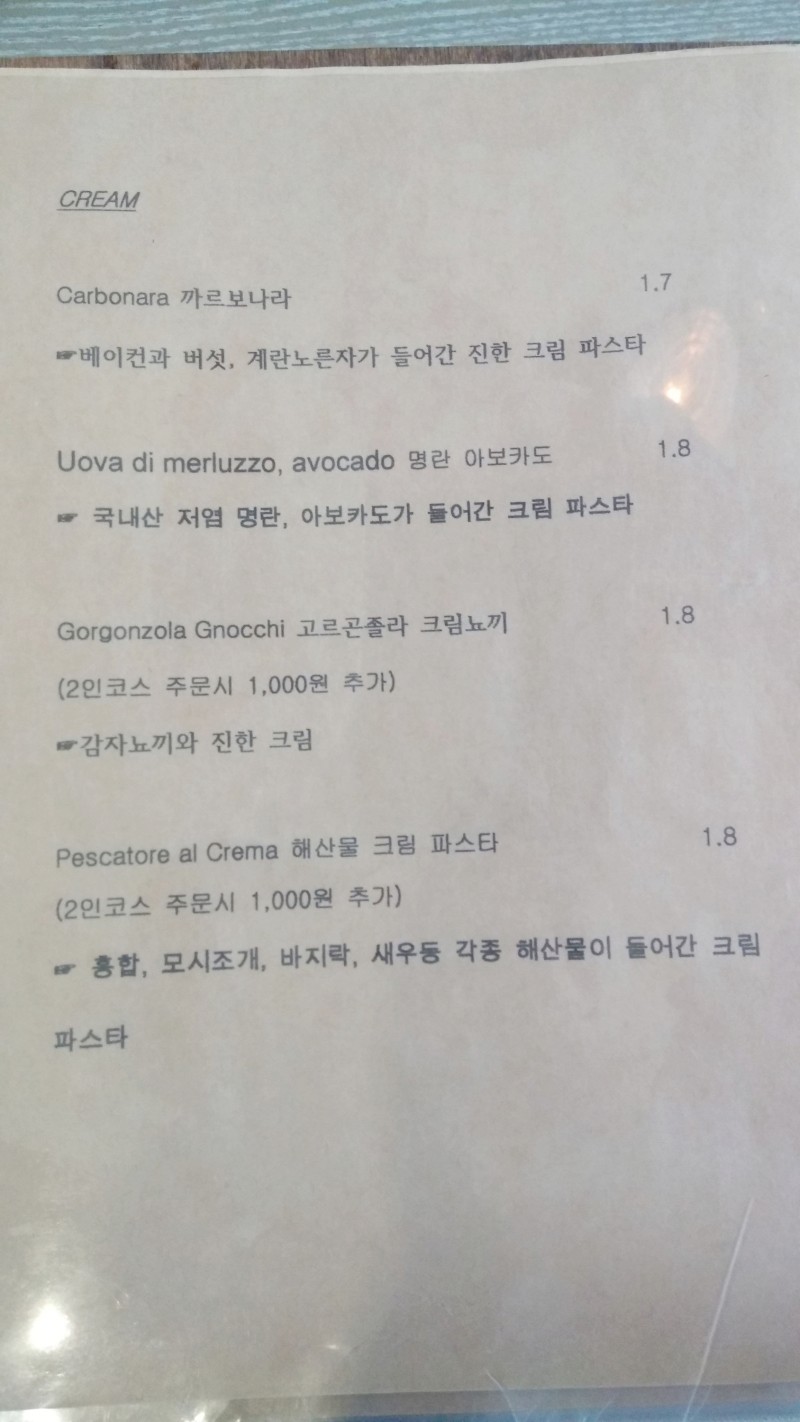 CREAM
Carbonara 까르보나라 1.7
☞베이컨과 버섯, 계란노른자가 들어간 진한 크림 파스타
Uova di merluzzo, avocado 명란 아보카도 1.8
☞ 국내산 저염 명란, 아보카도가 들어간 크림 파스타
Gorgonzola Gnocchi 고르곤졸라 크림뇨끼 1.8
(2인코스 주문시 1,000원 추가)
☞감자뇨끼와 진한 크림
Pescatore al Crema 해산물 크림 파스타 1.8
(2인코스 주문시 1,000원 추가)
☞ 홍합, 모시조개, 바지락, 새우등 각종 해산물이 들어간 크림
파스타